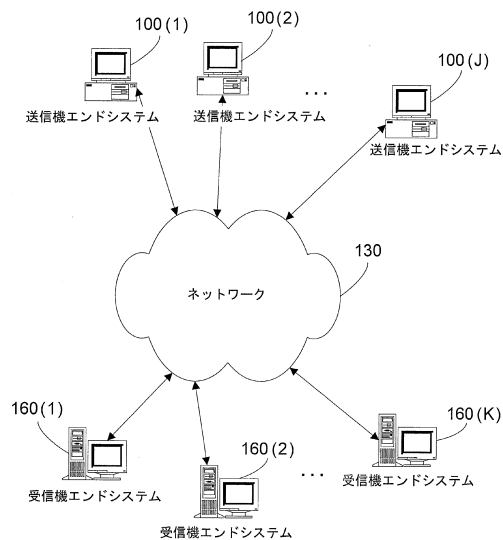 100(1)
100(2)
100(J)
送信機エンドシステム
送信機エンドシステム
...
送信機エンドシステム
130
ネットワーク
160(1)
160(2)
160(K)
受信機エンドシステム
受信機エンドシステム
...
受信機エンドシステム